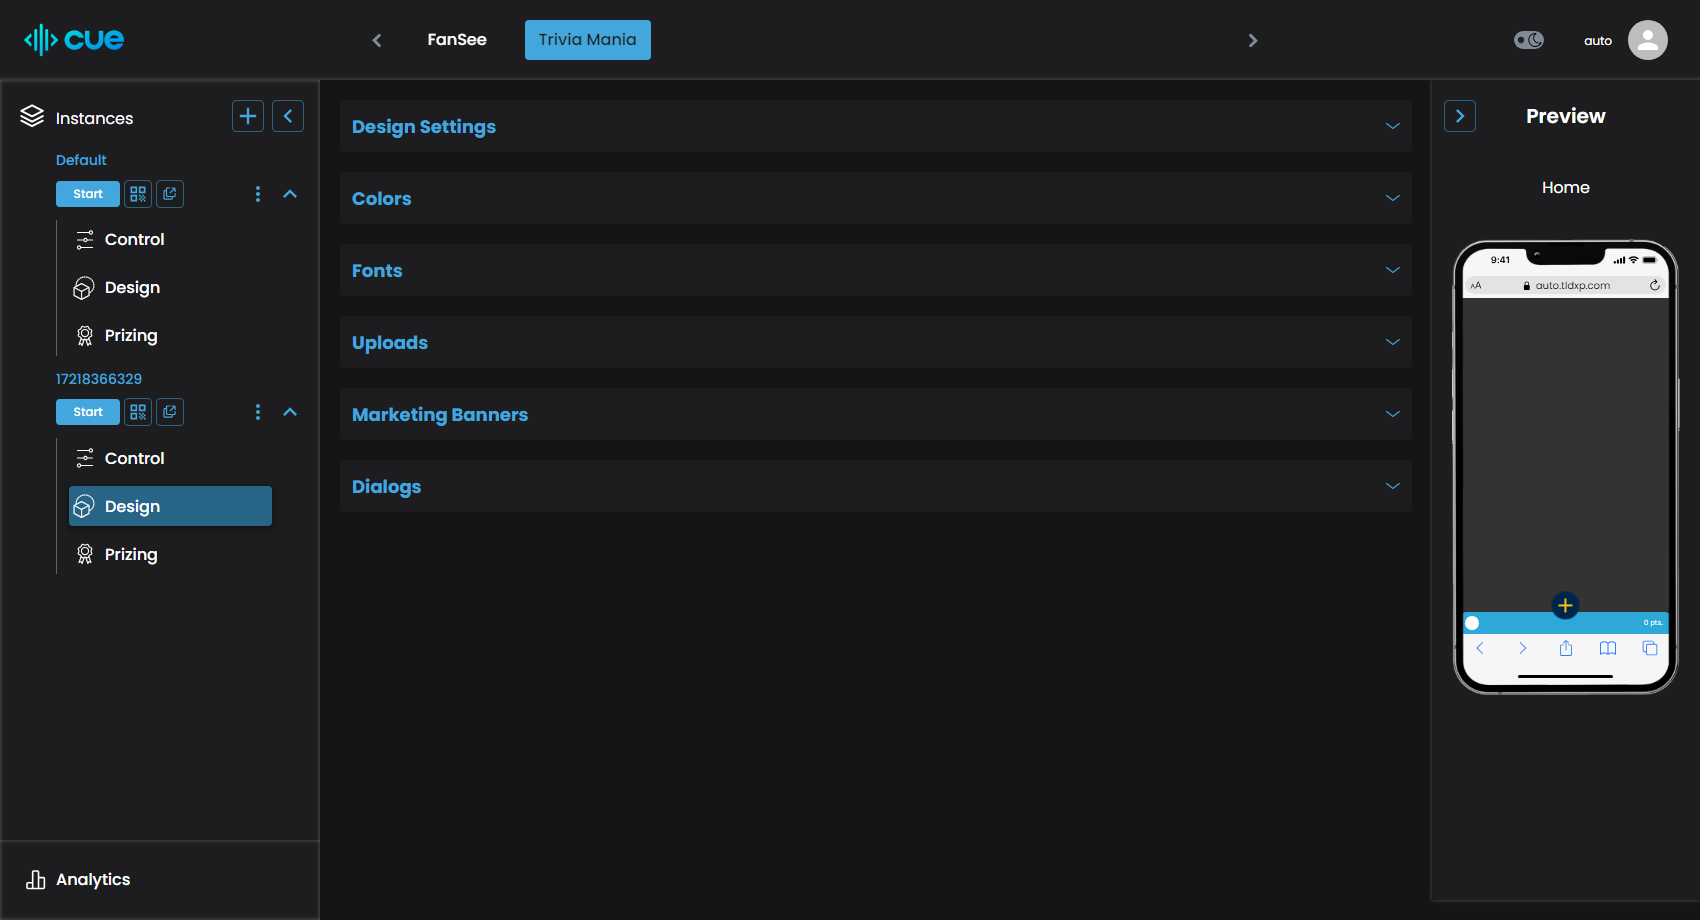 cue
FanSee
Trivia Mania
auto
Instances
Default
Start
Control
Design
Prizing
17218366329
Start
Control
Design
Prizing
Analytics
Design Settings
Colors
Fonts
Uploads
Marketing Banners
Dialogs
Preview
Home
9:41
AA
auto.tldxp.com
0 pts.